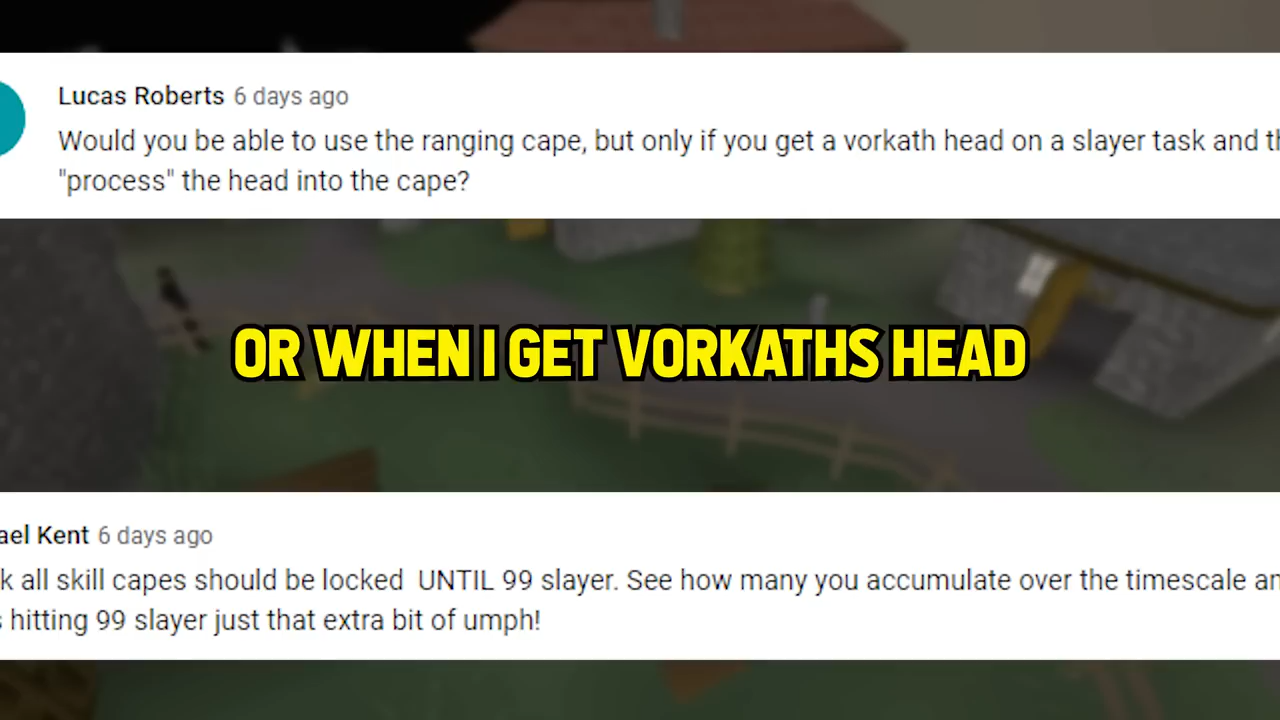 Lucas Roberts 6 days ago
Would you be able to use the ranging cape, but only if you get a vorkath head on a slayer task and
"process" the head into the cape?
OR WHEN I GET VORKATHS HEAD
Kent 6 days ago
all skill capes should be locked UNTIL 99 slayer. See how many you accumulate over the timescale
hitting 99 slayer just that extra bit of umph!